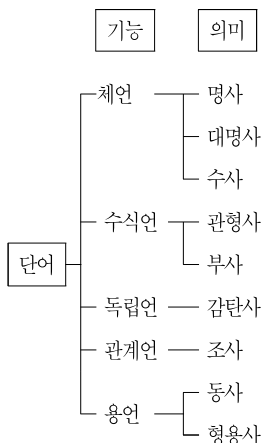 기능 의미
체언 명사
대명사
수사
수식언 관형사
부사
단어
독립언 감탄사
관계언 조사
동사
용언
형용사